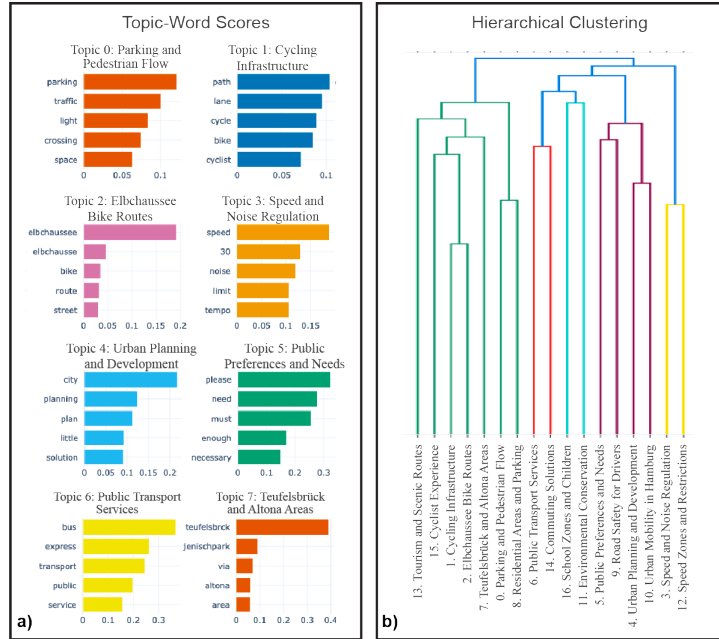 Topic-Word Scores
Topic 0: Parking and
Pedestrian Flow
parking
traffic
light
crossing
space
0
0.05
0.1
Topic 1: Cycling
Infrastructure
path
lane
cycle
bike
cyclist
0
0.05
0.1
Topic 2: Elbchaussee
Bike Routes
elbchaussee
elbchausse
bike
route
street
0
0.05
0.1
0.15
0.2
Topic 3: Speed and
Noise Regulation
speed
30
noise
limit
tempo
0
0.05
0.1
0.15
Topic 4: Urban Planning
and Development
city
planning
plan
little
solution
0
0.05
0.1
0.15
0.2
Topic 5: Public
Preferences and Needs
please
need
must
enough
necessary
0
0.1
0.2
0.3
Topic 6: Public Transport
Services
bus
express
transport
public
service
0
0.1
0.2
0.3
Topic 7: Teufelsbrück
and Altona Areas
teufelsbrck
jenischpark
via
altona
area
0
0.1
0.2
0.3
0.4
a)
Hierarchical Clustering
13. Tourism and Scenic Routes
15. Cyclist Experience
1. Cycling Infrastructure
2. Elbchaussee Bike Routes
7. Teufelsbrück and Altona Areas
0. Parking and Pedestrian Flow
8. Residential Areas and Parking
6. Public Transport Services
14. Commuting Solutions
16. School Zones and Children
11. Environmental Conservation
5. Public Preferences and Needs
9. Road Safety for Drivers
4. Urban Planning and Development
10. Urban Mobility in Hamburg
3. Speed and Noise Regulation
12. Speed Zones and Restrictions
b)